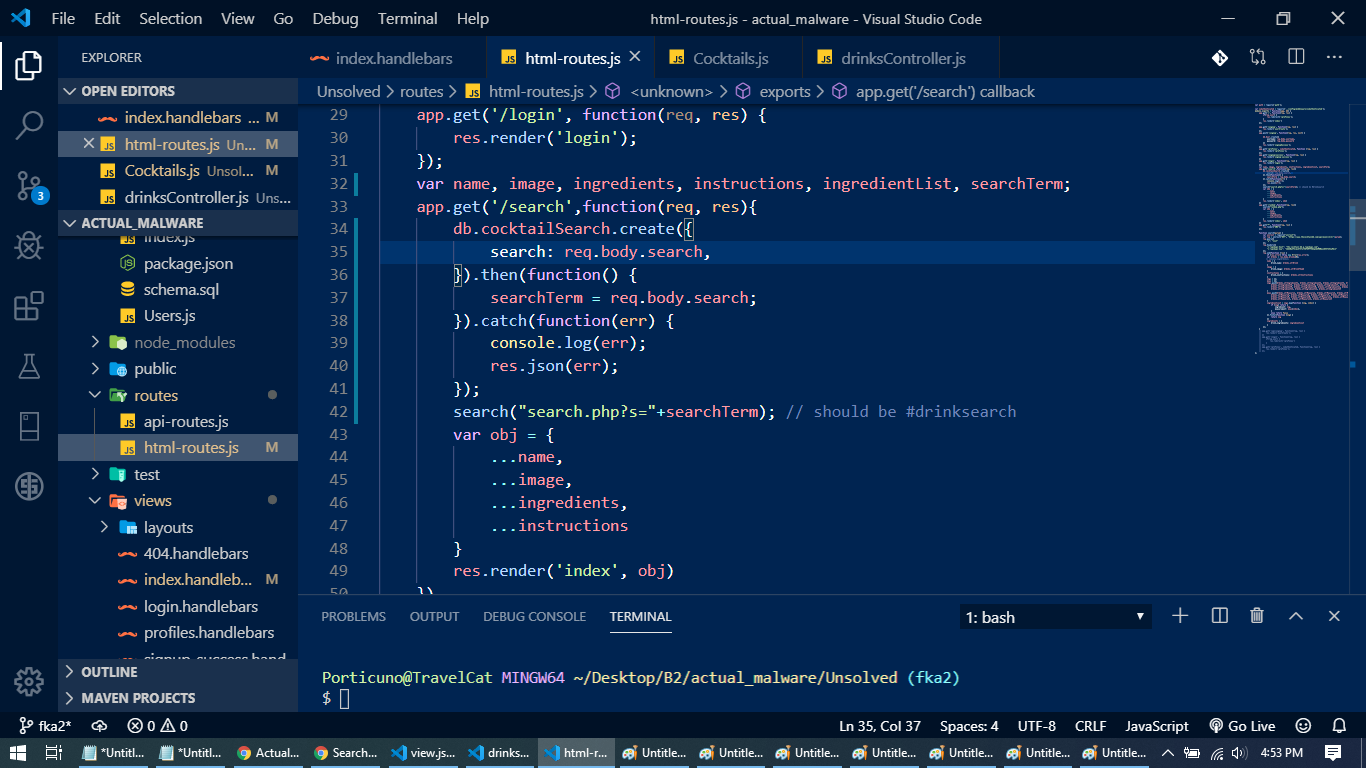 File Edit Selection View Go Debug Terminal Help html-routes.js - actual_malware - Visual Studio Code
EXPLORER
OPEN EDITORS
index.handlebars ... M
html-routes.js Uns... M
Cocktails.js Unsol... M
drinksController.js Uns...
ACTUAL_MALWARE
index.js
package.json
schema.sql
Users.js
node_modules
public
routes
api-routes.js
html-routes.js M
test
views
layouts
404.handlebars
index.handleb... M
login.handlebars
profiles.handlebars
signup-success.hand
OUTLINE
MAVEN PROJECTS
3
index.handlebars html-routes.js Cocktails.js drinksController.js
Unsolved > routes > html-routes.js > <unknown> > exports > app.get('/search') callback
29 app.get('/login', function(req, res) {
30 res.render('login');
31 });
32 var name, image, ingredients, instructions, ingredientList, searchTerm;
33 app.get('/search',function(req, res){
34 db.cocktailSearch.create({
35 search: req.body.search,
36 }).then(function() {
37 searchTerm = req.body.search;
38 }).catch(function(err) {
39 console.log(err);
40 res.json(err);
41 });
42 search("search.php?s="+searchTerm); // should be #drinksearch
43 var obj = {
44 ...name,
45 ...image,
46 ...ingredients,
47 ...instructions
48 }
49 res.render('index', obj)
50 })
PROBLEMS OUTPUT DEBUG CONSOLE TERMINAL 1: bash
Porticuno@TravelCat MINGW64 ~/Desktop/B2/actual_malware/Unsolved (fka2)
$
fka2* 0 0 Ln 35, Col 37 Spaces: 4 UTF-8 CRLF JavaScript Go Live
*Untitl... *Untitl... Actual... Search... view.js... drinks... html-r... Untitle... Untitle... Untitle... Untitle... Untitle... Untitle... Untitle... 4:53 PM